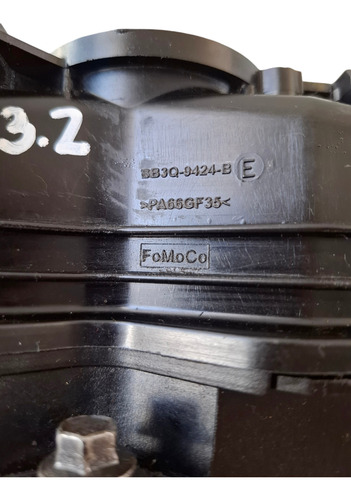 3.2
BB3Q-9424-B E
>PA66GF35<
FoMoCo